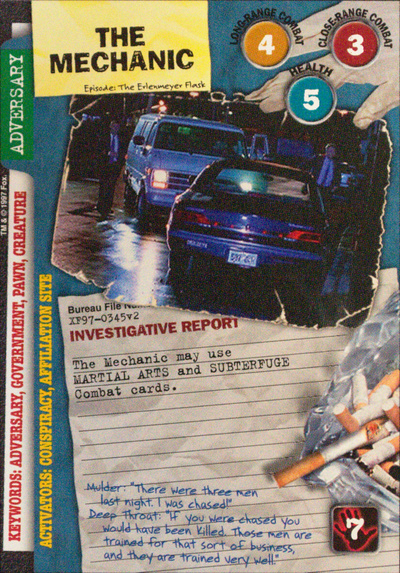 THE
MECHANIC
Episode: The Erlenmeyer Flask
LONG-RANGE COMBAT
4
CLOSE-RANGE COMBAT
3
HEALTH
5
ADVERSARY
TM & © 1997 Fox.
KEYWORDS: ADVERSARY, GOVERNMENT, PAWN, CREATURE
ACTIVATORS: CONSPIRACY, AFFILIATION SITE
Bureau File
XF97-0345v2
INVESTIGATIVE REPORT
The Mechanic may use
MARTIAL ARTS and SUBTERFUGE
Combat cards.
Mulder: "There were three men
last night. I was chased!"
Deep Throat: "If you were chased you
would have been killed. Those men are
trained for that sort of business,
and they are trained very well."
7